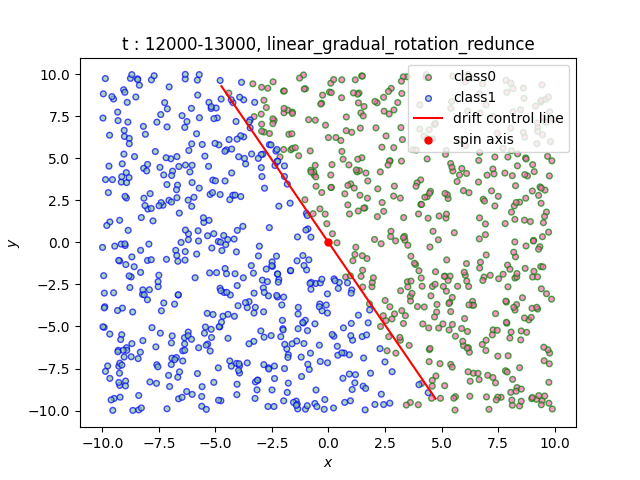 t : 12000-13000, linear_gradual_rotation_redunce
class0
class1
drift control line
spin axis
10.0
7.5
5.0
2.5
0.0
−2.5
−5.0
−7.5
−10.0
y
−10.0 −7.5 −5.0 −2.5 0.0 2.5 5.0 7.5 10.0
x